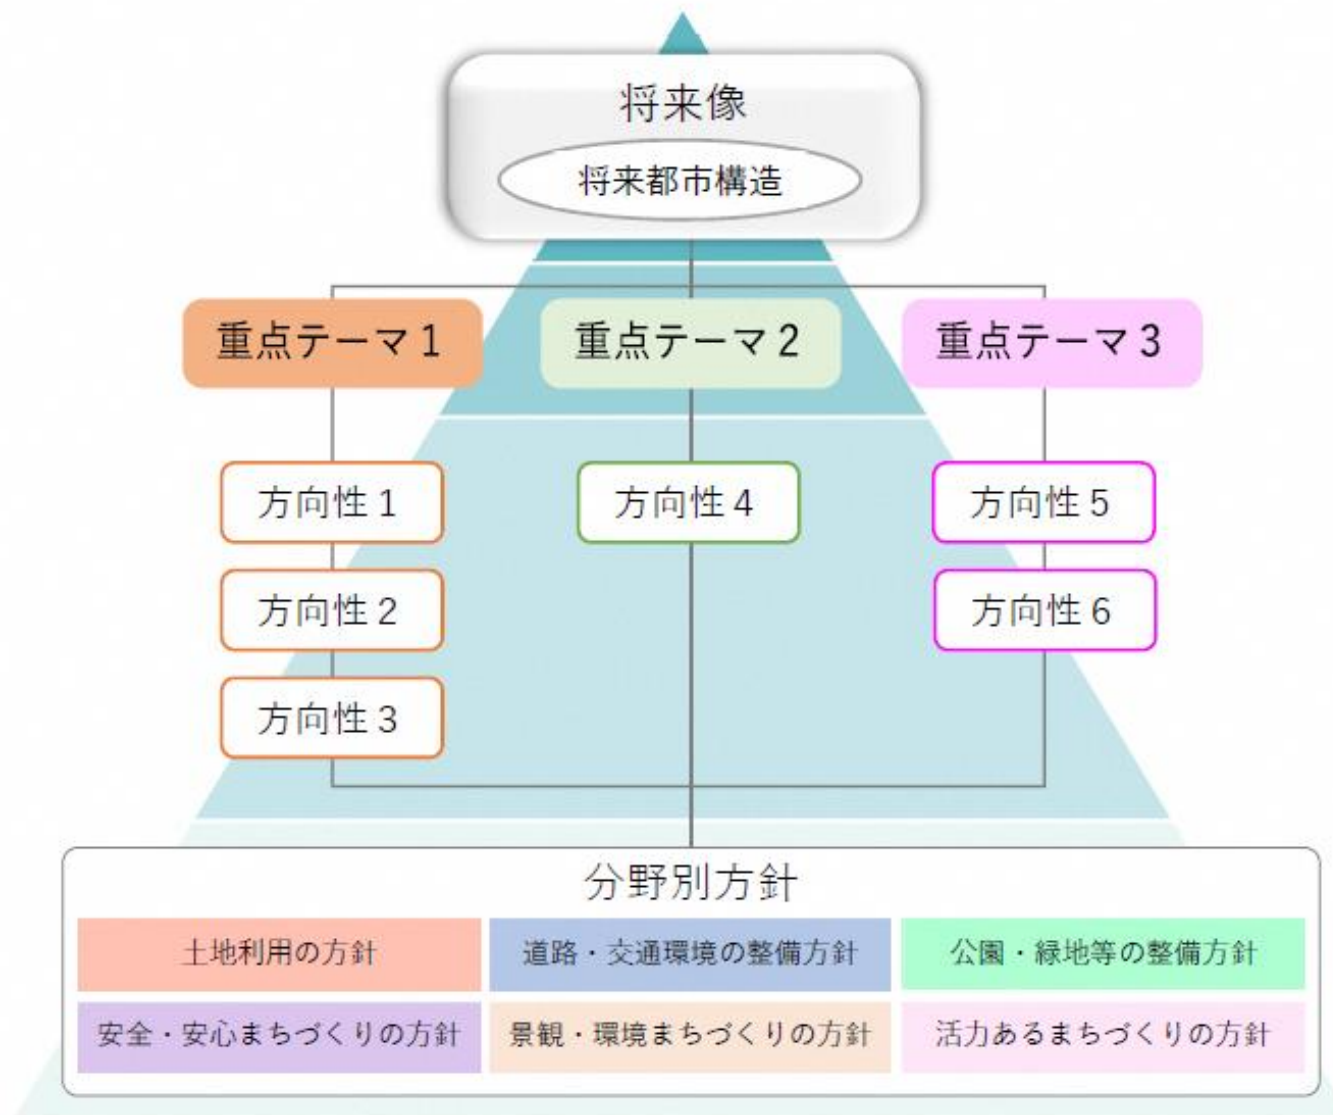 将来像
将来都市構造
重点テーマ1
重点テーマ2
重点テーマ3
方向性1
方向性4
方向性5
方向性2
方向性6
方向性3
分野別方針
土地利用の方針
道路・交通環境の整備方針
公園・緑地等の整備方針
安全・安心まちづくりの方針
景観・環境まちづくりの方針
活力あるまちづくりの方針